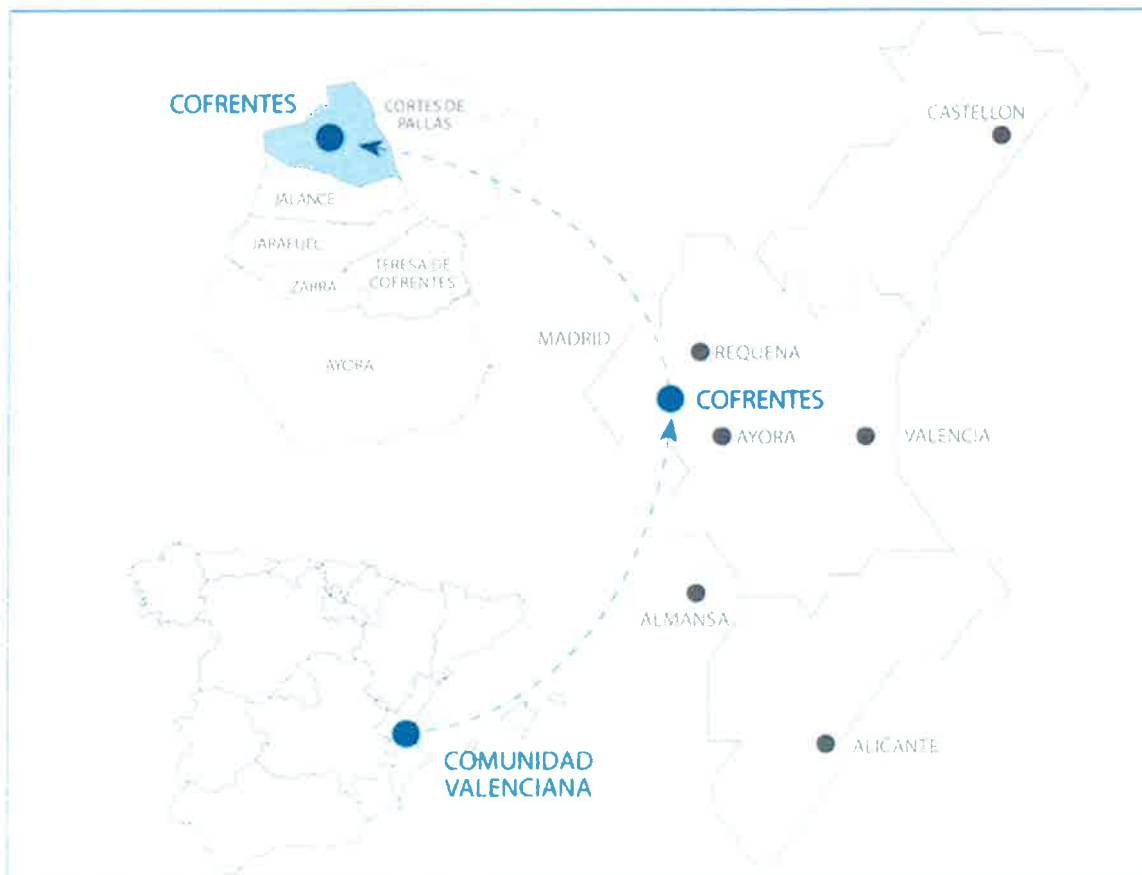 COFRENTES
CORTES DE
PALLAS
JALANCE
JARAFUEL
TERESA DE
COFRENTES
ZARRA
AYORA
CASTELLON
MADRID
REQUENA
COFRENTES
AYORA
VALENCIA
ALMANSA
ALICANTE
COMUNIDAD
VALENCIANA